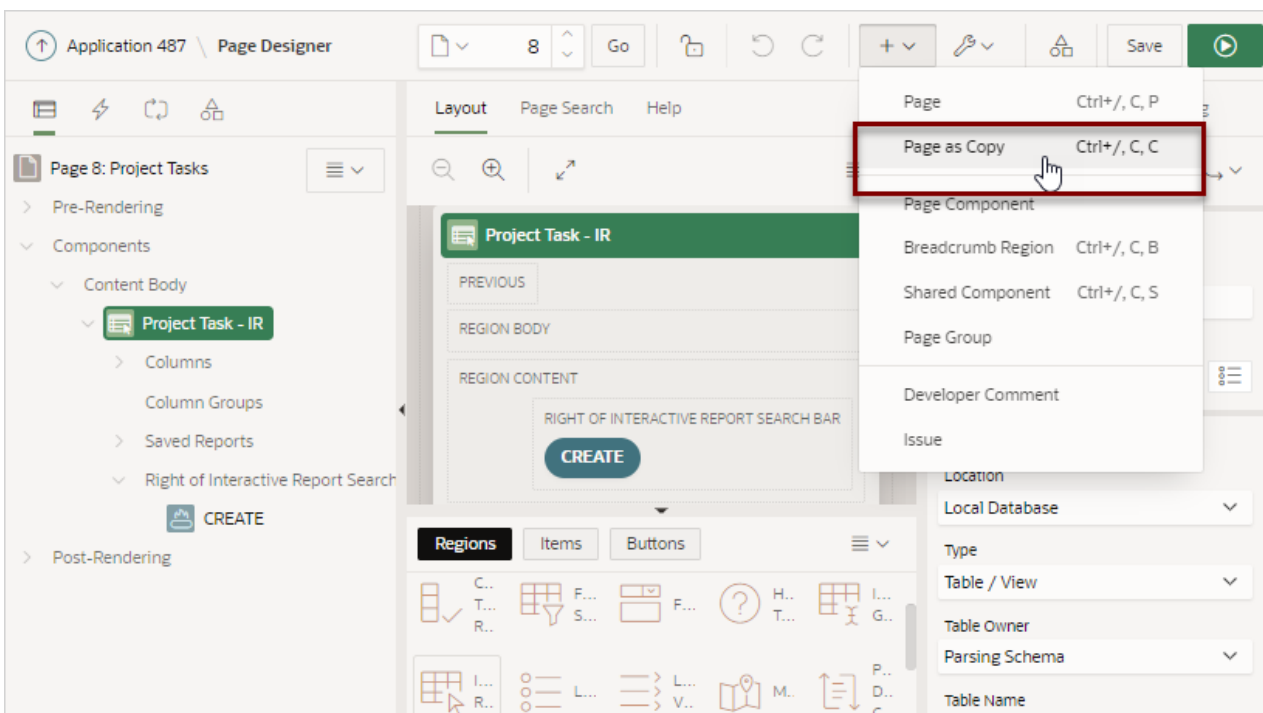 Application 487 \ Page Designer
8
Go
Save
Page 8: Project Tasks
Pre-Rendering
Components
Content Body
Project Task - IR
Columns
Column Groups
Saved Reports
Right of Interactive Report Search
CREATE
Post-Rendering
Layout
Page Search
Help
Project Task - IR
PREVIOUS
REGION BODY
REGION CONTENT
RIGHT OF INTERACTIVE REPORT SEARCH BAR
CREATE
Regions
Items
Buttons
C...
T...
R...
F...
S...
F...
H...
T...
I...
G...
I...
R...
L...
L...
V...
M...
P...
D...
Page Ctrl+/, C, P
Page as Copy Ctrl+/, C, C
Page Component
Breadcrumb Region Ctrl+/, C, B
Shared Component Ctrl+/, C, S
Page Group
Developer Comment
Issue
Location
Local Database
Type
Table / View
Table Owner
Parsing Schema
Table Name